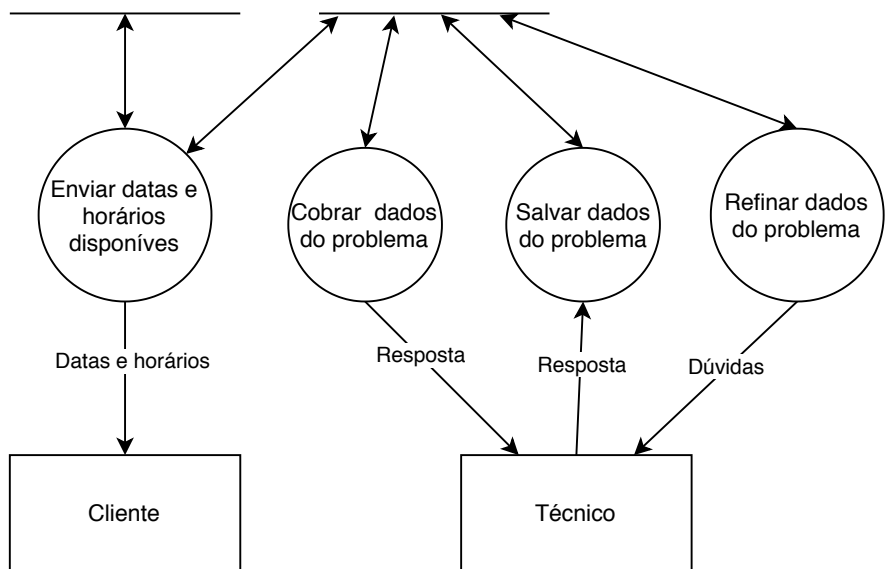 Enviar datas e
horários
disponíves
Cobrar dados
do problema
Salvar dados
do problema
Refinar dados
do problema
Datas e horários
Resposta
Resposta
Dúvidas
Cliente
Técnico